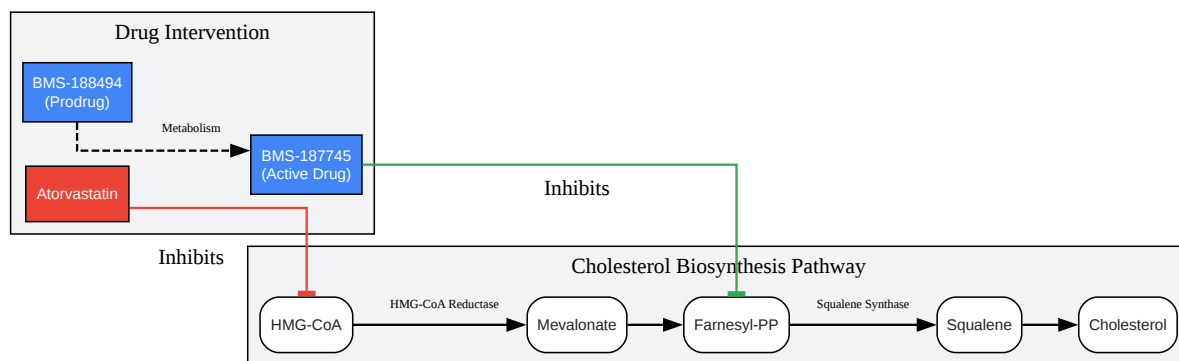 Drug Intervention
BMS-188494
(Prodrug)
Metabolism
BMS-187745
(Active Drug)
Atorvastatin
Inhibits
Inhibits
Cholesterol Biosynthesis Pathway
HMG-CoA
HMG-CoA Reductase
Mevalonate
Farnesyl-PP
Squalene Synthase
Squalene
Cholesterol